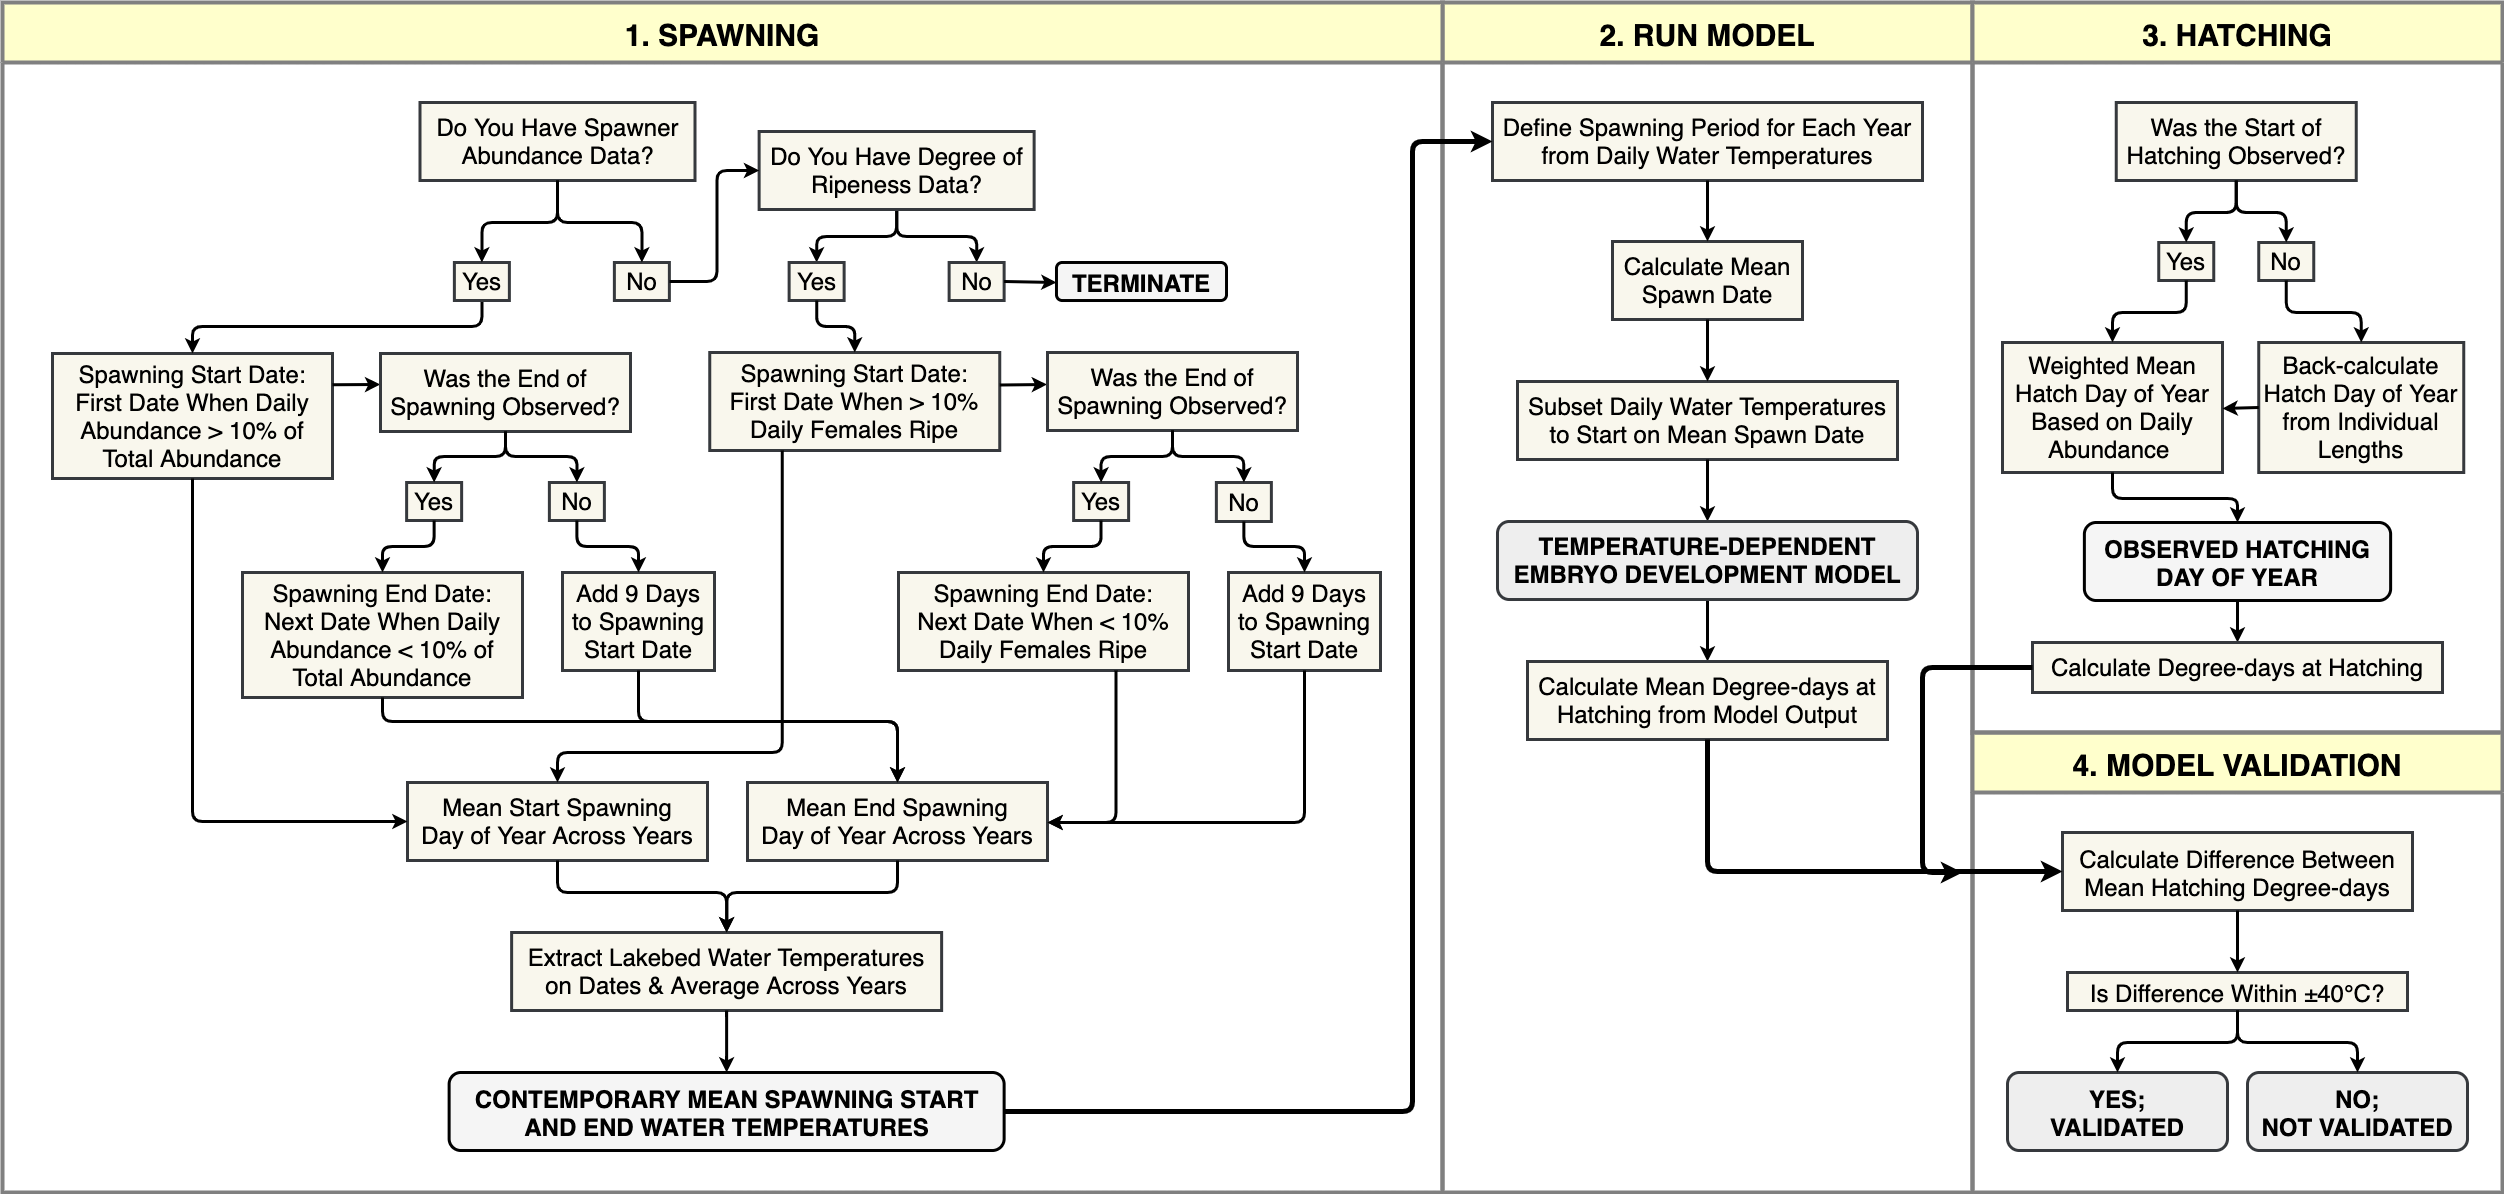 1. SPAWNING
Do You Have Spawner
Abundance Data?
Yes
No
Do You Have Degree of
Ripeness Data?
Yes
No
TERMINATE
Spawning Start Date:
First Date When Daily
Abundance > 10% of
Total Abundance
Was the End of
Spawning Observed?
Yes
No
Spawning End Date:
Next Date When Daily
Abundance < 10% of
Total Abundance
Add 9 Days
to Spawning
Start Date
Spawning Start Date:
First Date When > 10%
Daily Females Ripe
Was the End of
Spawning Observed?
Yes
No
Spawning End Date:
Next Date When < 10%
Daily Females Ripe
Add 9 Days
to Spawning
Start Date
Mean Start Spawning
Day of Year Across Years
Mean End Spawning
Day of Year Across Years
Extract Lakebed Water Temperatures
on Dates & Average Across Years
CONTEMPORARY MEAN SPAWNING START
AND END WATER TEMPERATURES
2. RUN MODEL
Define Spawning Period for Each Year
from Daily Water Temperatures
Calculate Mean
Spawn Date
Subset Daily Water Temperatures
to Start on Mean Spawn Date
TEMPERATURE-DEPENDENT
EMBRYO DEVELOPMENT MODEL
Calculate Mean Degree-days at
Hatching from Model Output
3. HATCHING
Was the Start of
Hatching Observed?
Yes
No
Weighted Mean
Hatch Day of Year
Based on Daily
Abundance
Back-calculate
Hatch Day of Year
from Individual
Lengths
OBSERVED HATCHING
DAY OF YEAR
Calculate Degree-days at Hatching
4. MODEL VALIDATION
Calculate Difference Between
Mean Hatching Degree-days
Is Difference Within ±40°C?
YES;
VALIDATED
NO;
NOT VALIDATED